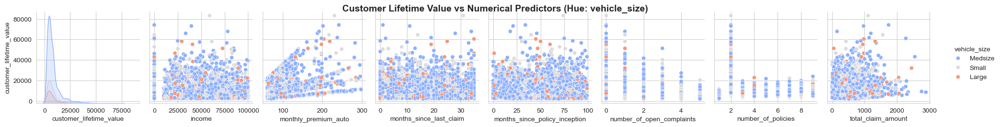 Customer Lifetime Value vs Numerical Predictors (Hue: vehicle_size)
customer_lifetime_value
80000
60000
40000
20000
0
0 25000 50000 75000
customer_lifetime_value
0 25000 50000 75000 100000
income
100 200 300
monthly_premium_auto
0 10 20 30
months_since_last_claim
0 25 50 75 100
months_since_policy_inception
0 2 4
number_of_open_complaints
2 4 6 8
number_of_policies
0 1000 2000 3000
total_claim_amount
vehicle_size
Medsize
Small
Large